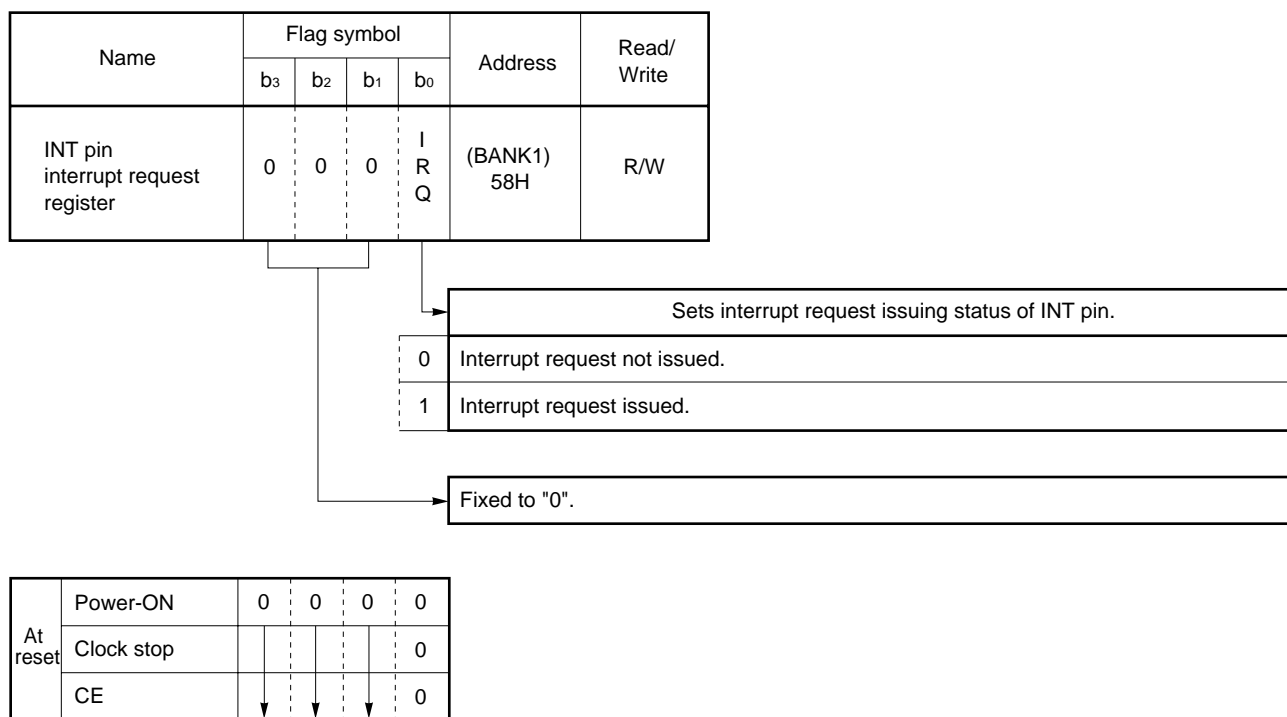 Name
Flag symbol
Address
Read/
Write
b3 b2 b1 b0
INT pin
interrupt request
register
0 0 0
I
R
Q
(BANK1)
58H
R/W
Sets interrupt request issuing status of INT pin.
0 Interrupt request not issued.
1 Interrupt request issued.
Fixed to "0".
At
reset
Power-ON 0 0 0 0
Clock stop 0
CE 0